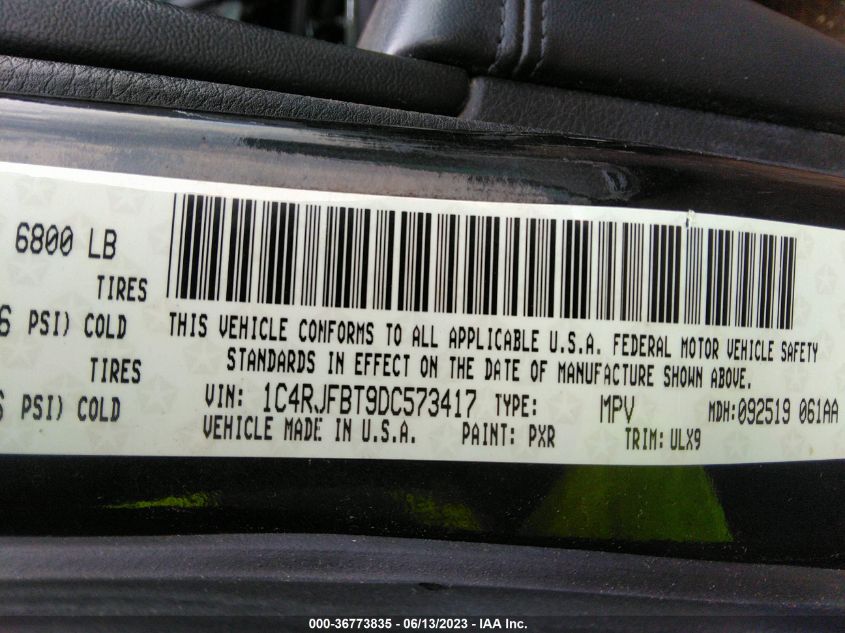 6800 LB
TIRES
PSI) COLD
THIS VEHICLE CONFORMS TO ALL APPLICABLE U.S.A. FEDERAL MOTOR VEHICLE SAFETY
STANDARDS IN EFFECT ON THE DATE OF MANUFACTURE SHOWN ABOVE.
TIRES
PSI) COLD
VIN: 1C4RJFBT9DC573417 TYPE: MPV MDH:092519 061AA
VEHICLE MADE IN U.S.A. PAINT: PXR TRIM: ULX9
000-36773835 - 06/13/2023 - IAA Inc.